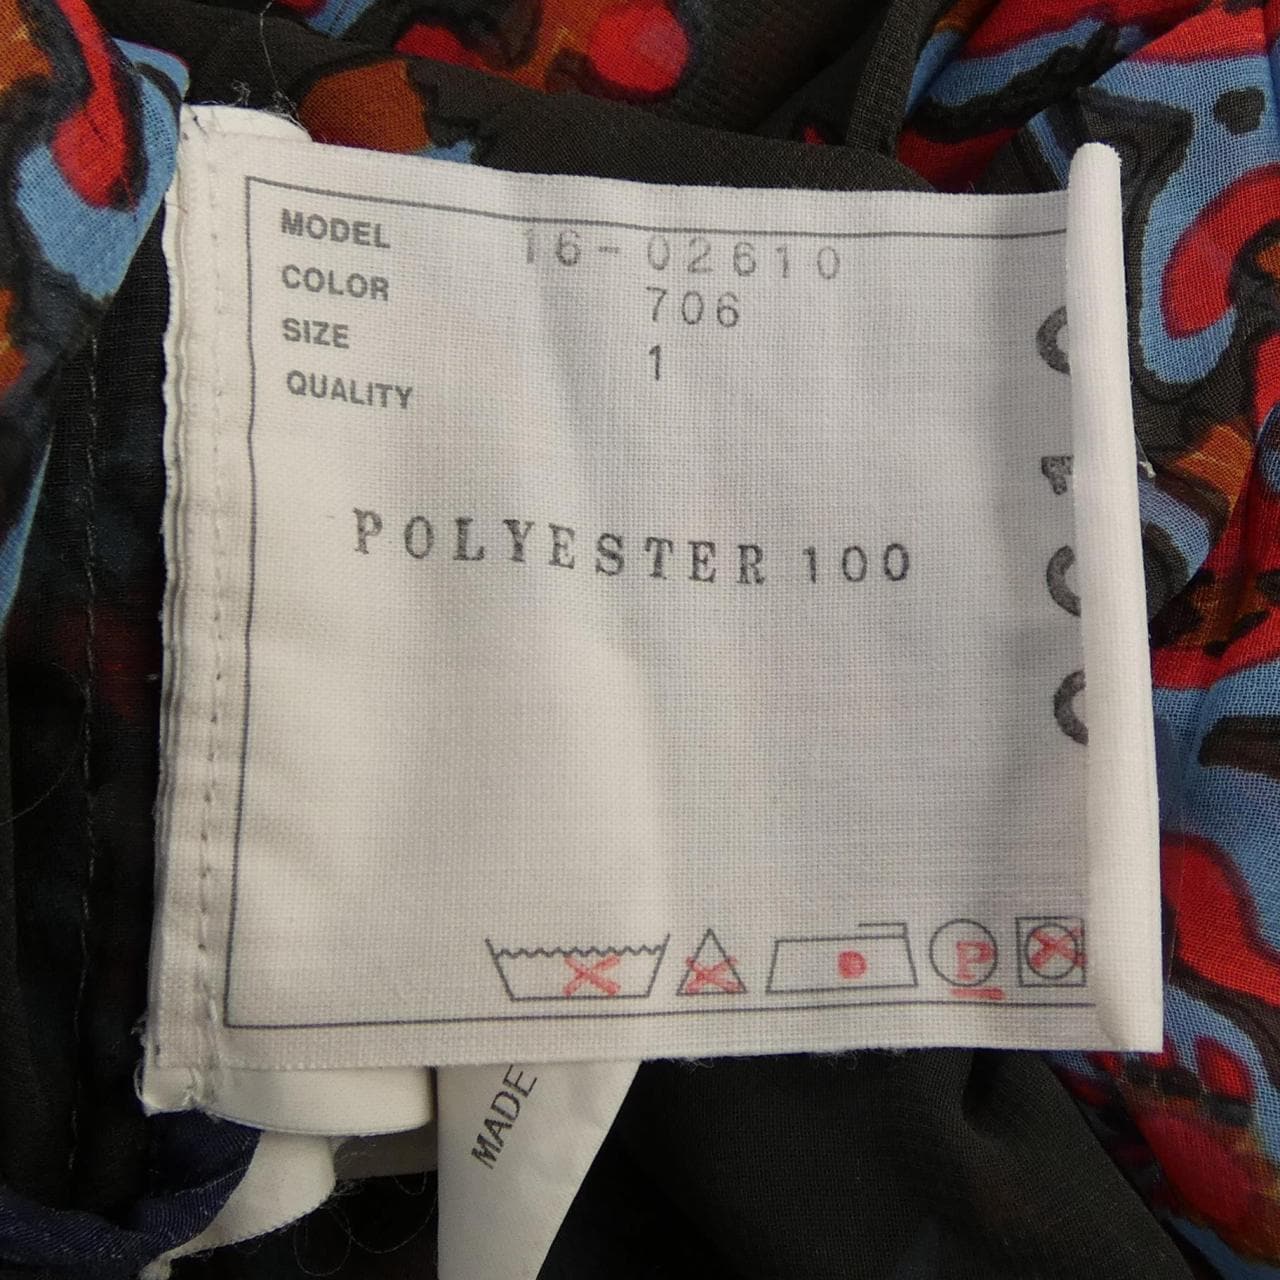 MODEL 16-02610
COLOR 706
SIZE 1
QUALITY
POLYESTER 100
P
MADE